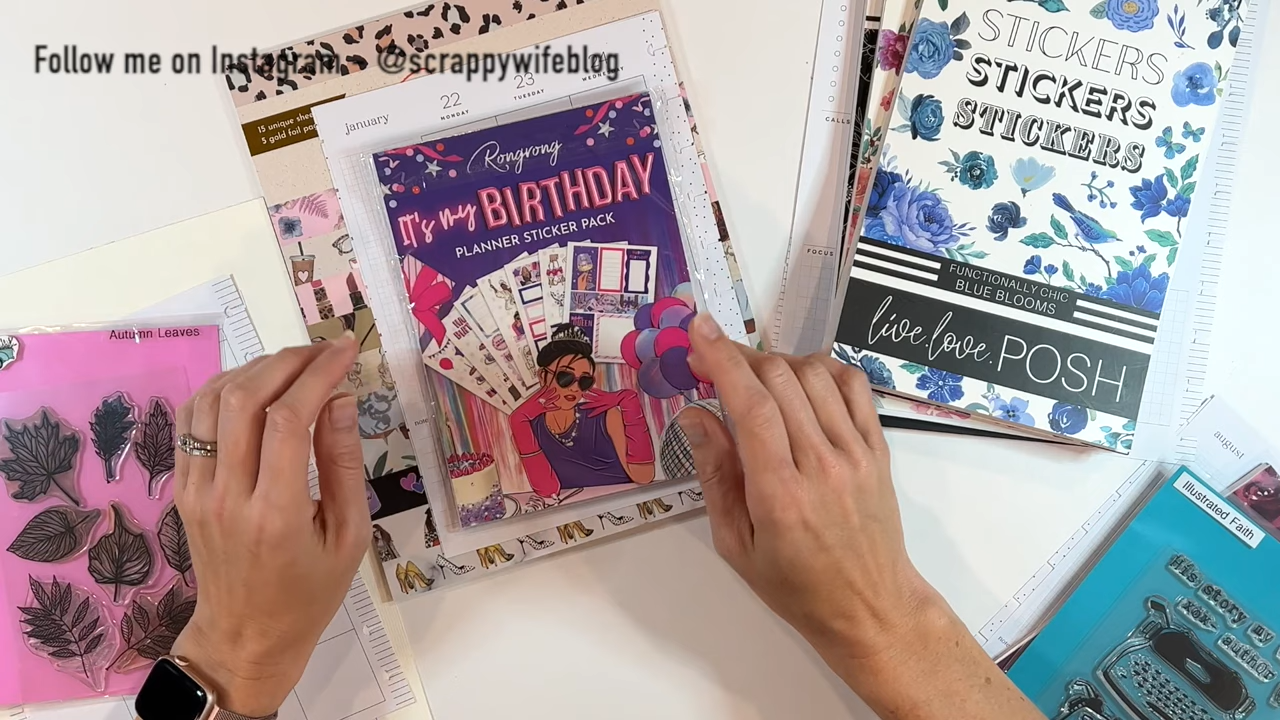 Follow me on Instagram @scrappywifeblog
15 unique she
5 gold foil pa
january
22
MONDAY
23
TUESDAY
Rongrong
It's my BIRTHDAY
PLANNER STICKER PACK
CALLS
FOCUS
STICKERS
STICKERS
STICKERS
FUNCTIONALLY CHIC
BLUE BLOOMS
live.love.POSH
Autumn Leaves
august
Illustrated Faith
His story my
xox
author